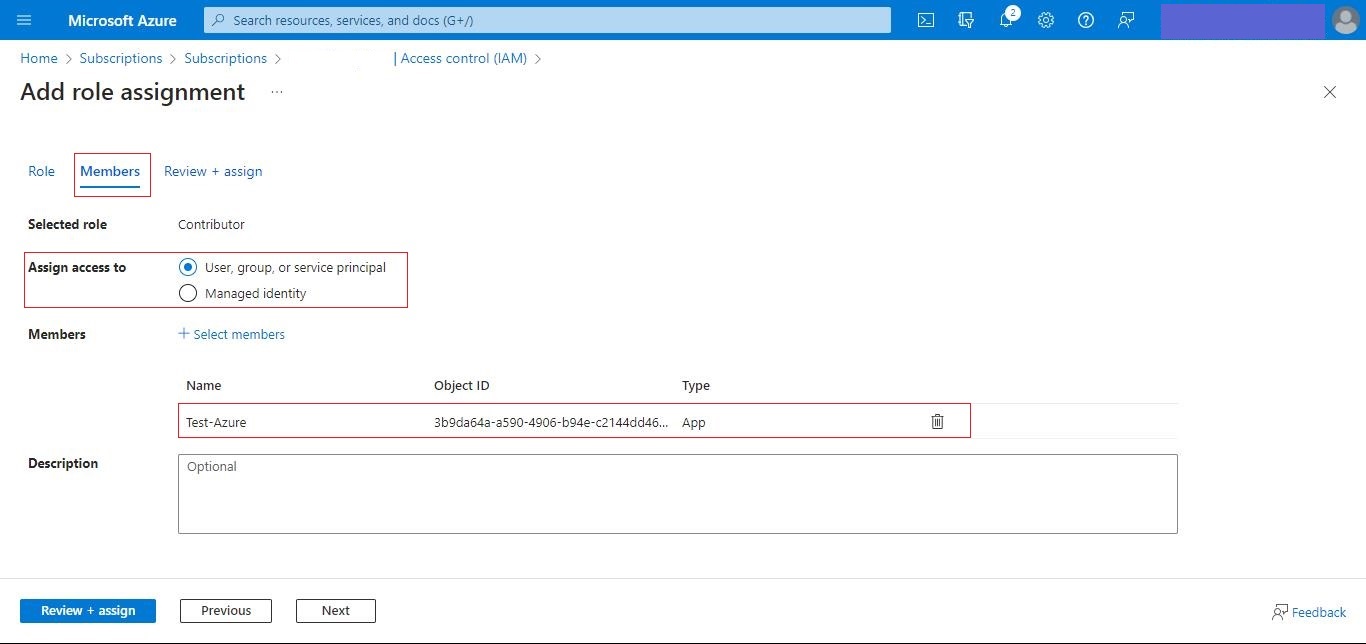 Microsoft Azure
Search resources, services, and docs (G+/)
2
Home > Subscriptions > Subscriptions > | Access control (IAM) >
Add role assignment ...
Role Members Review + assign
Selected role Contributor
Assign access to User, group, or service principal
Managed identity
Members + Select members
Name Object ID Type
Test-Azure 3b9da64a-a590-4906-b94e-c2144dd46... App
Description Optional
Review + assign Previous Next Feedback